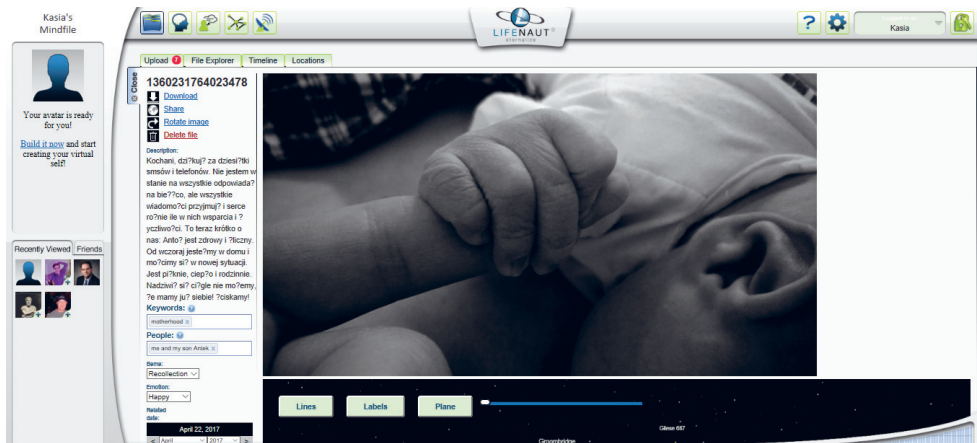 Kasia's
Mindfile
LIFENAUT®
eternalize
?
Kasia
Your avatar is ready
for you!
Build it now and start
creating your virtual
self!
Recently Viewed
Friends
Upload
File Explorer
Timeline
Locations
Close
1360231764023478
Download
Share
Rotate image
Delete file
Description:
Kochani, dzi?kuj? za dziesi?tki
smsów i telefonów. Nie jestem w
stanie na wszystkie odpowiada?
na bie??co, ale wszystkie
wiadomo?ci przyjmuj? i serce
ro?nie ile w nich wsparcia i ?
yczliwo?ci. To teraz krótko o
nas: Anto? jest zdrowy i ?liczny.
Od wczoraj jeste?my w domu i
mo?cimy si? w nowej sytuacji.
Jest pi?knie, ciep?o i rodzinnie.
Nadziwi? si? ci?gle nie mo?emy,
?e mamy ju? siebie! ?ciskamy!
Keywords: ?
motherhood x
People: ?
me and my son Antek x
Recollection
Emotion:
Happy
Related
date:
April 22, 2017
< April 2017 >
Lines
Labels
Plane
Gliese 687
Groombridge